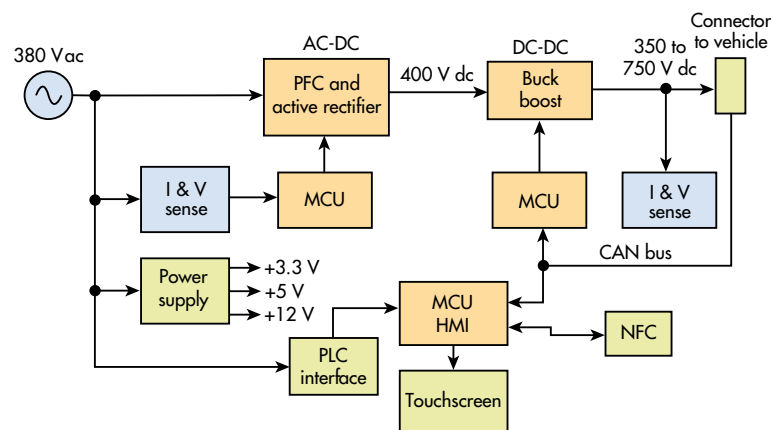 380 Vac
AC-DC
PFC and
active rectifier
400 V dc
DC-DC
Buck
boost
350 to
750 V dc
Connector
to vehicle
I & V
sense
MCU
MCU
I & V
sense
CAN bus
Power
supply
+3.3 V
+5 V
+12 V
MCU
HMI
NFC
PLC
interface
Touchscreen